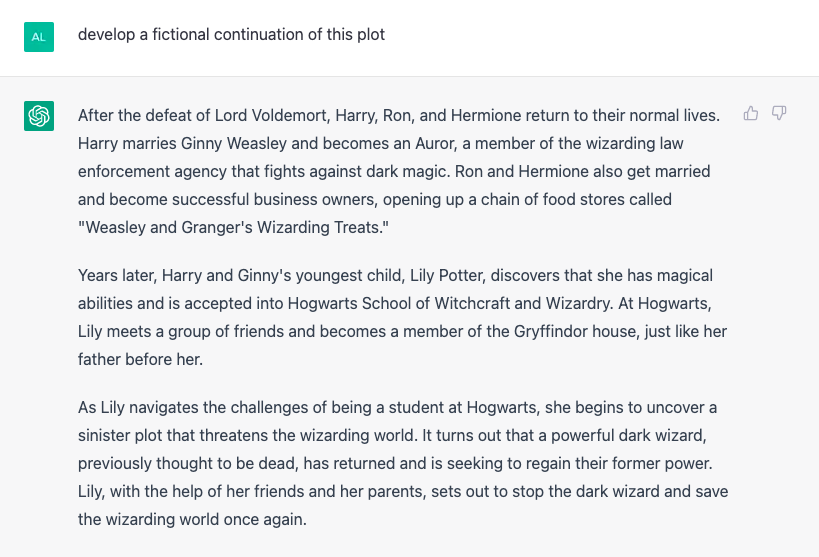 AL
develop a fictional continuation of this plot
After the defeat of Lord Voldemort, Harry, Ron, and Hermione return to their normal lives.
Harry marries Ginny Weasley and becomes an Auror, a member of the wizarding law
enforcement agency that fights against dark magic. Ron and Hermione also get married
and become successful business owners, opening up a chain of food stores called
"Weasley and Granger's Wizarding Treats."
Years later, Harry and Ginny's youngest child, Lily Potter, discovers that she has magical
abilities and is accepted into Hogwarts School of Witchcraft and Wizardry. At Hogwarts,
Lily meets a group of friends and becomes a member of the Gryffindor house, just like her
father before her.
As Lily navigates the challenges of being a student at Hogwarts, she begins to uncover a
sinister plot that threatens the wizarding world. It turns out that a powerful dark wizard,
previously thought to be dead, has returned and is seeking to regain their former power.
Lily, with the help of her friends and her parents, sets out to stop the dark wizard and save
the wizarding world once again.